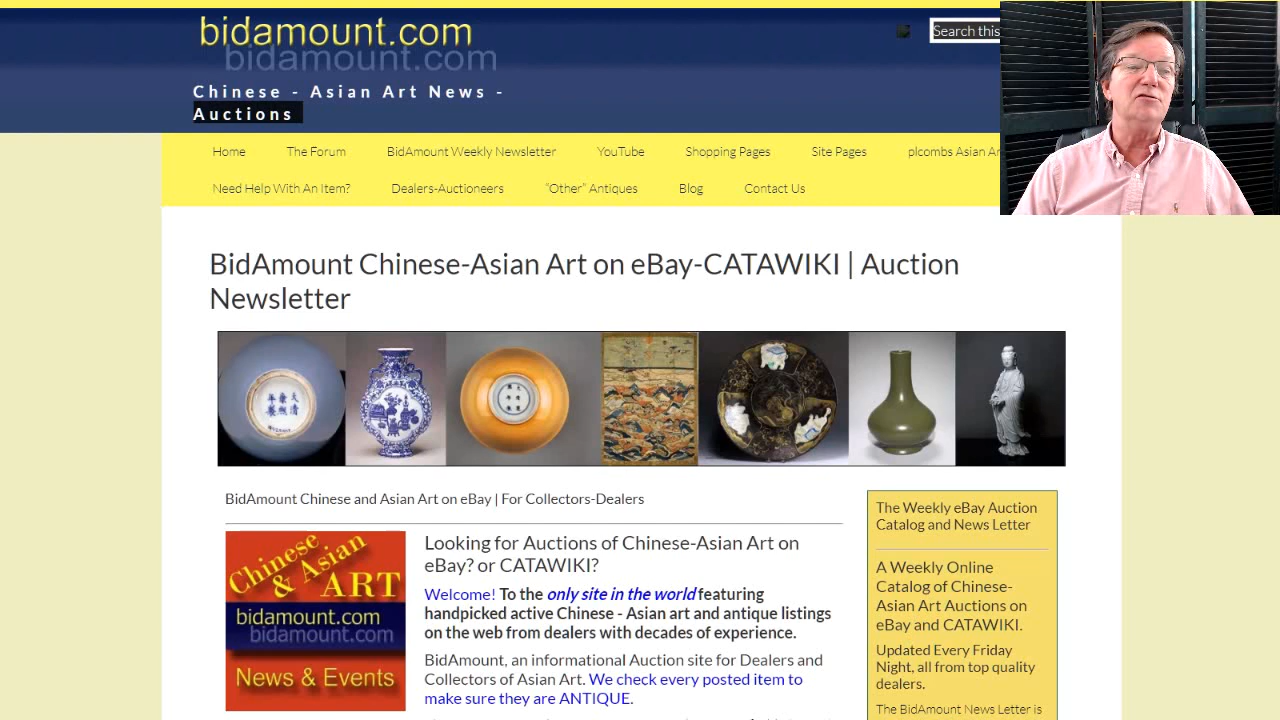 bidamount.com
bidamount.com
Chinese - Asian Art News -
Auctions
Search this
Home The Forum BidAmount Weekly Newsletter YouTube Shopping Pages Site Pages plcombs Asian Ar
Need Help With An Item? Dealers-Auctioneers “Other” Antiques Blog Contact Us
BidAmount Chinese-Asian Art on eBay-CATAWIKI | Auction
Newsletter
BidAmount Chinese and Asian Art on eBay | For Collectors-Dealers
Chinese
& Asian
ART
bidamount.com
bidamount.com
News & Events
Looking for Auctions of Chinese-Asian Art on
eBay? or CATAWIKI?
Welcome! To the only site in the world featuring
handpicked active Chinese - Asian art and antique listings
on the web from dealers with decades of experience.
BidAmount, an informational Auction site for Dealers and
Collectors of Asian Art. We check every posted item to
make sure they are ANTIQUE.
The Weekly eBay Auction
Catalog and News Letter
A Weekly Online
Catalog of Chinese-
Asian Art Auctions on
eBay and CATAWIKI.
Updated Every Friday
Night, all from top quality
dealers.
The BidAmount News Letter is